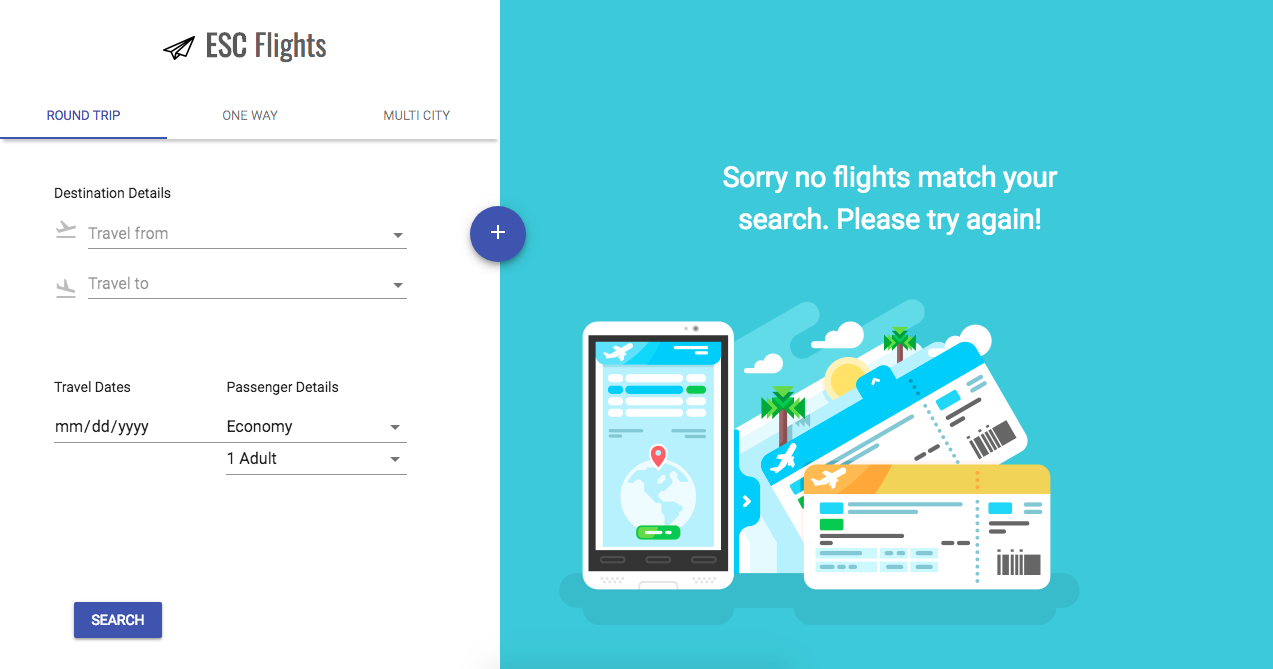 ESC Flights
ROUND TRIP
ONE WAY
MULTI CITY
Destination Details
Travel from
Travel to
Travel Dates
Passenger Details
mm/dd/yyyy
Economy
1 Adult
SEARCH
+
Sorry no flights match your
search. Please try again!